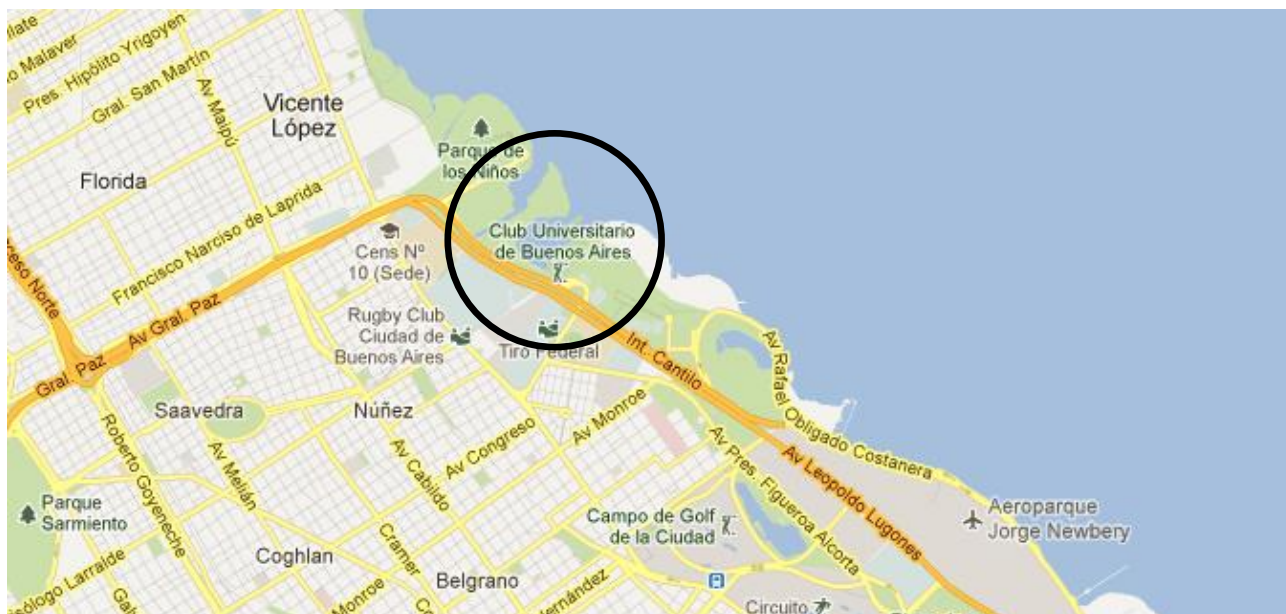 Malaver
Pres. Hipólito Yrigoyen
Gral. San Martín
Av Maipú
Vicente
López
Parque de
los Niños
Florida
Francisco Narciso de Laprida
Cens Nº
10 (Sede)
Club Universitario
de Buenos Aires
Norte
Av Gral. Paz
Gral. Paz
Rugby Club
Ciudad de
Buenos Aires
Tiro Federal
Int. Cantilo
Av Rafael Obligado Costanera
Saavedra
Núñez
Av Monroe
Av Congreso
Roberto Goyeneche
Av Melián
Av Cabildo
Av Pres. Figueroa Alcorta
Av Leopoldo Lugones
Parque
Sarmiento
Campo de Golf
de la Ciudad
Aeroparque
Jorge Newbery
Coghlan
Cramer
Belgrano
Larralde
Monroe
Circuito